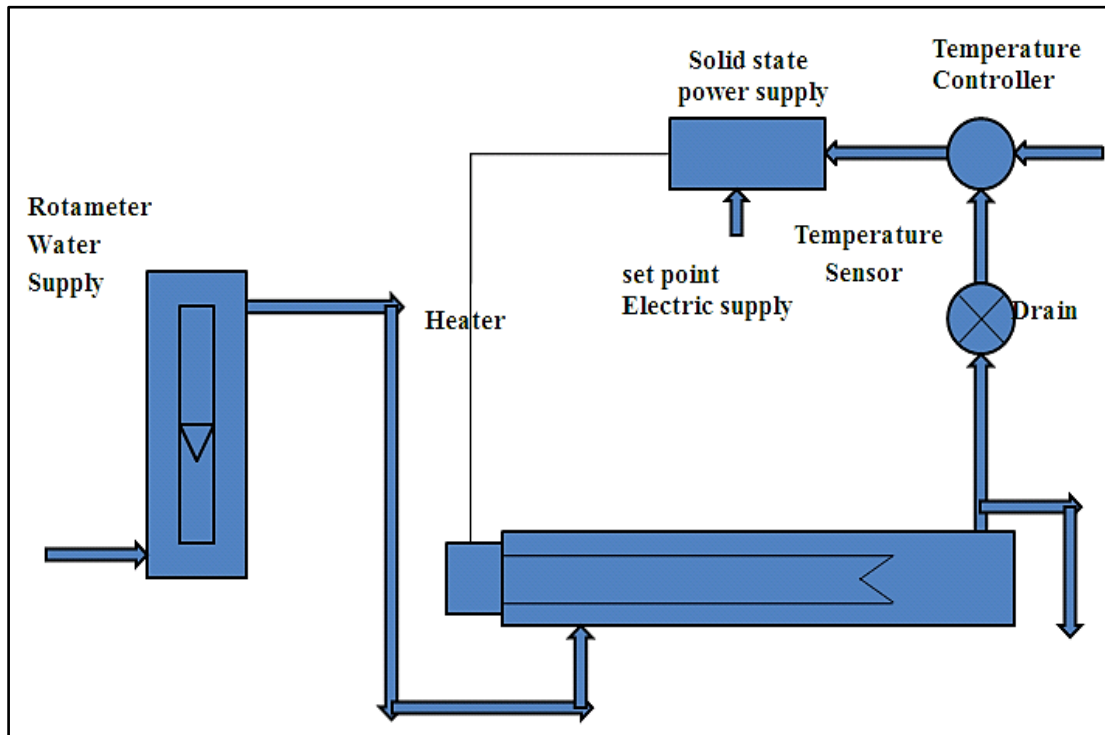 Temperature
Controller
Solid state
power supply
Rotameter
Water
Supply
Temperature
Sensor
set point
Electric supply
Heater
Drain